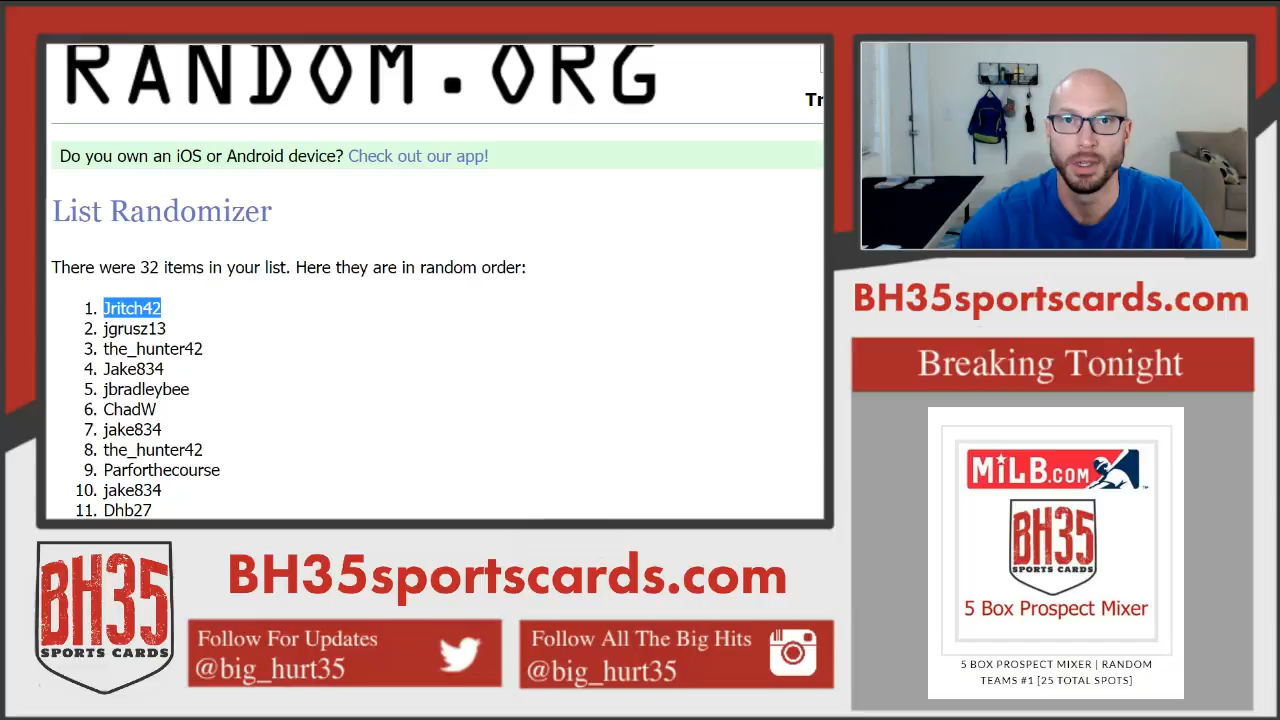 RANDOM.ORG
Tr
Do you own an iOS or Android device? Check out our app!
List Randomizer
There were 32 items in your list. Here they are in random order:
1. Jritch42
2. jgrusz13
3. the_hunter42
4. Jake834
5. jbradleybee
6. ChadW
7. jake834
8. the_hunter42
9. Parforthecourse
10. jake834
11. Dhb27
BH35sportscards.com
Breaking Tonight
MiLB.COM
BH35
SPORTS CARDS
5 Box Prospect Mixer
5 BOX PROSPECT MIXER | RANDOM
TEAMS #1 [25 TOTAL SPOTS]
BH35
SPORTS CARDS
BH35sportscards.com
Follow For Updates
@big_hurt35
Follow All The Big Hits
@big_hurt35